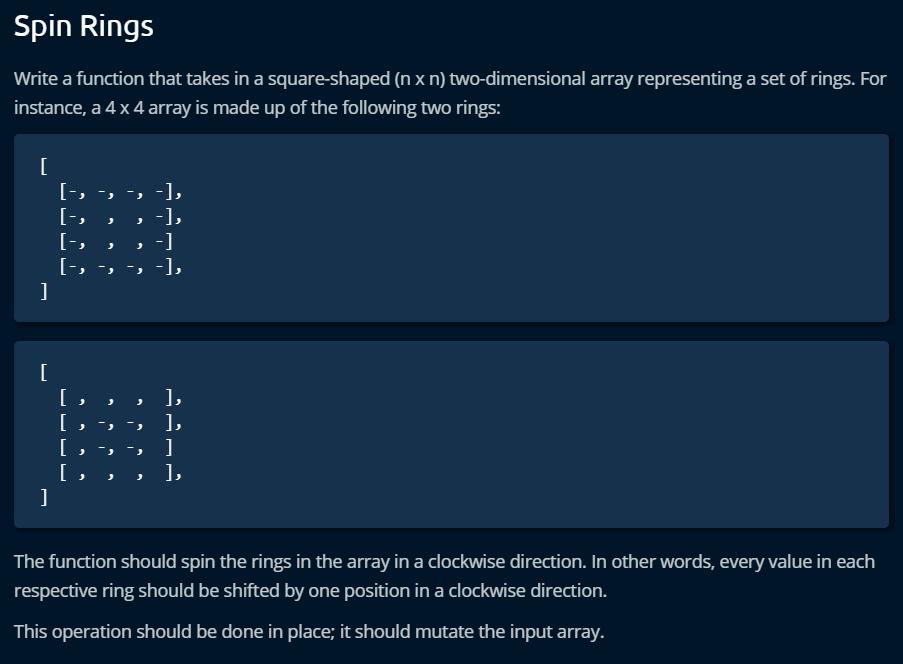 Spin Rings
Write a function that takes in a square-shaped (n x n) two-dimensional array representing a set of rings. For
instance, a 4 x 4 array is made up of the following two rings:
[
  [-, -, -, -],
  [-,  ,  , -],
  [-,  ,  , -]
  [-, -, -, -],
]
[
  [ ,  ,  ,  ],
  [ , -, -,  ],
  [ , -, -,  ]
  [ ,  ,  ,  ],
]
The function should spin the rings in the array in a clockwise direction. In other words, every value in each
respective ring should be shifted by one position in a clockwise direction.
This operation should be done in place; it should mutate the input array.